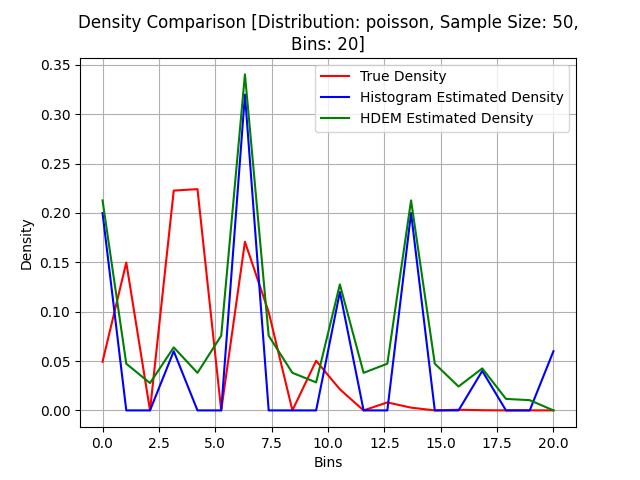 Density Comparison [Distribution: poisson, Sample Size: 50,
Bins: 20]
True Density
Histogram Estimated Density
HDEM Estimated Density
Density
0.35
0.30
0.25
0.20
0.15
0.10
0.05
0.00
0.0 2.5 5.0 7.5 10.0 12.5 15.0 17.5 20.0
Bins